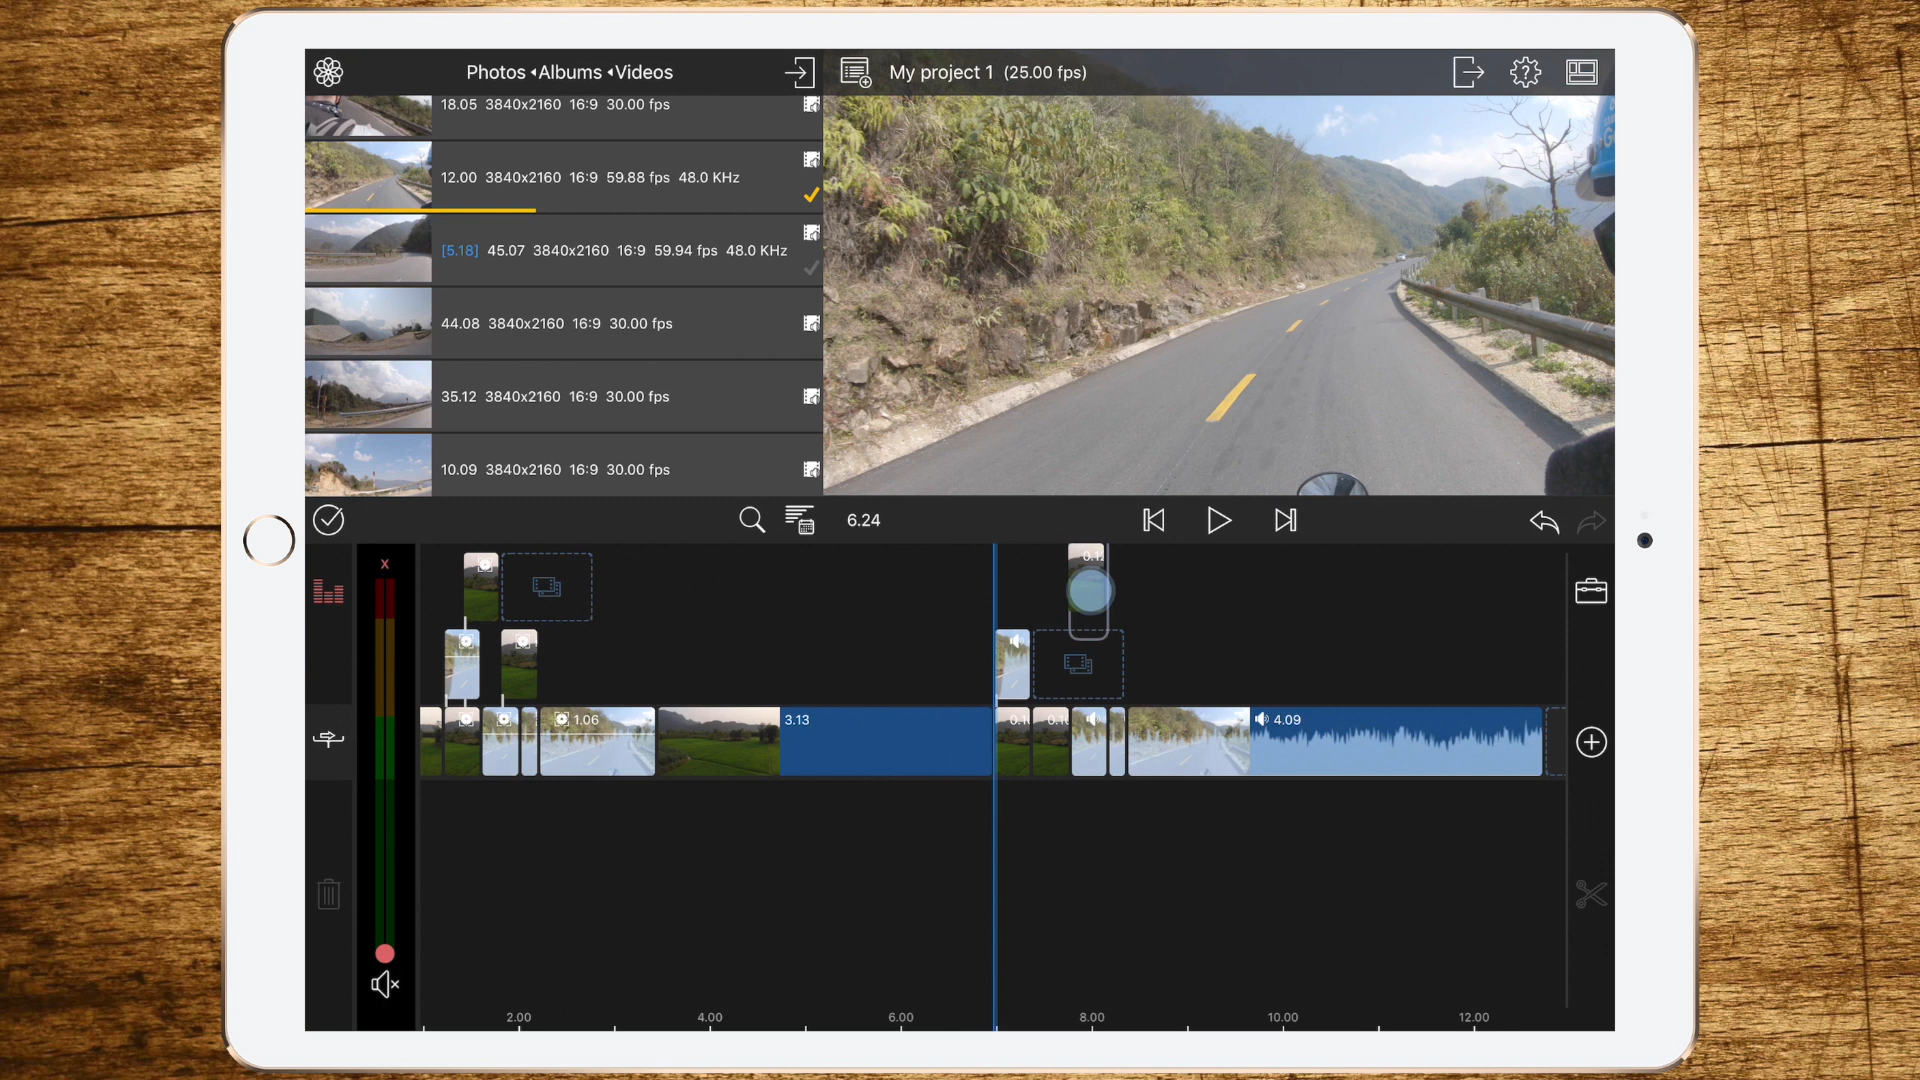 Photos ◂Albums ◂Videos
My project 1 (25.00 fps)
18.05 3840x2160 16:9 30.00 fps
12.00 3840x2160 16:9 59.88 fps 48.0 KHz
[5.18] 45.07 3840x2160 16:9 59.94 fps 48.0 KHz
44.08 3840x2160 16:9 30.00 fps
35.12 3840x2160 16:9 30.00 fps
10.09 3840x2160 16:9 30.00 fps
6.24
x
1.06
3.13
4.09
2.00 4.00 6.00 8.00 10.00 12.00